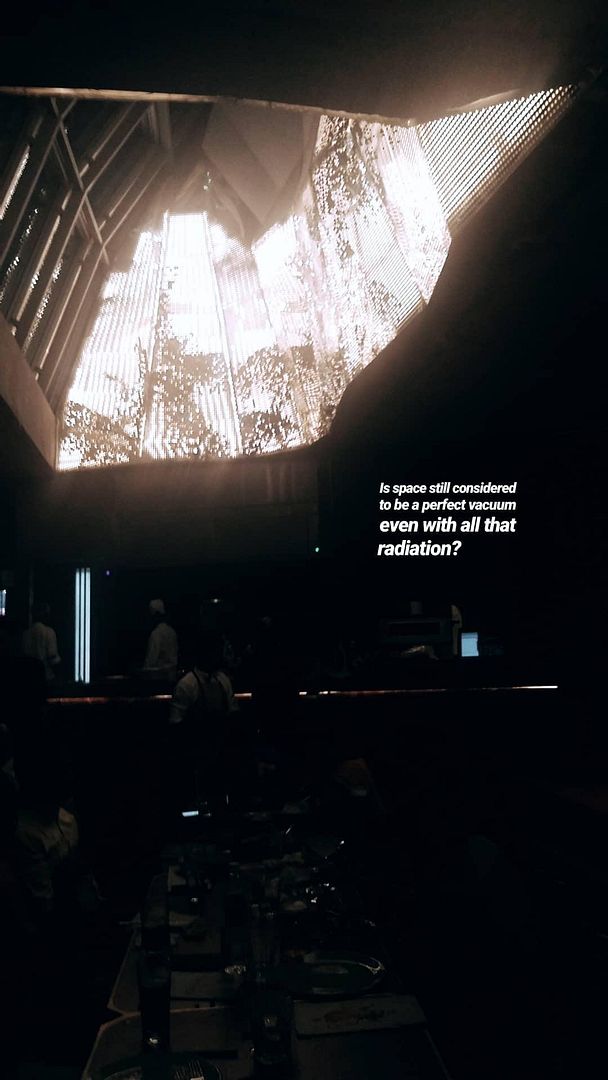 Is space still considered
to be a perfect vacuum
even with all that
radiation?